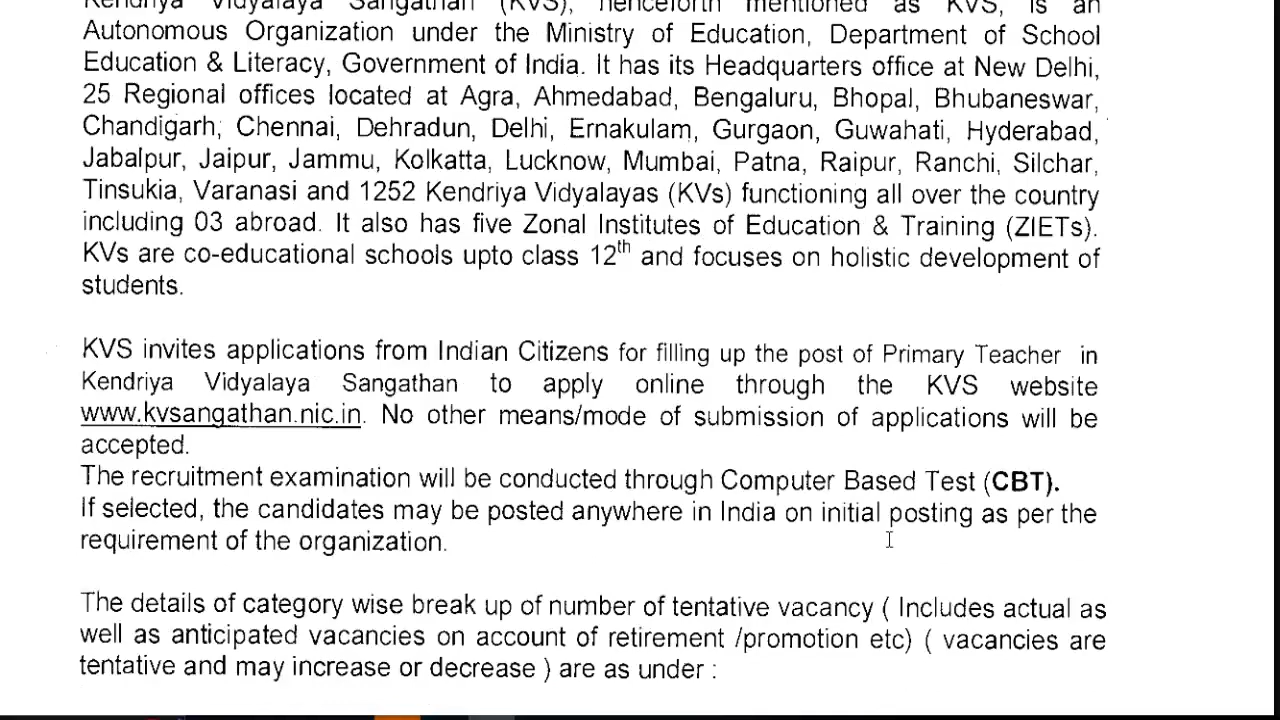 Kendriya Vidyalaya Sangathan (KVS), henceforth mentioned as KVS, is an
Autonomous Organization under the Ministry of Education, Department of School
Education & Literacy, Government of India. It has its Headquarters office at New Delhi,
25 Regional offices located at Agra, Ahmedabad, Bengaluru, Bhopal, Bhubaneswar,
Chandigarh, Chennai, Dehradun, Delhi, Ernakulam, Gurgaon, Guwahati, Hyderabad,
Jabalpur, Jaipur, Jammu, Kolkatta, Lucknow, Mumbai, Patna, Raipur, Ranchi, Silchar,
Tinsukia, Varanasi and 1252 Kendriya Vidyalayas (KVs) functioning all over the country
including 03 abroad. It also has five Zonal Institutes of Education & Training (ZIETs).
KVs are co-educational schools upto class 12th and focuses on holistic development of
students.
KVS invites applications from Indian Citizens for filling up the post of Primary Teacher in
Kendriya Vidyalaya Sangathan to apply online through the KVS website
www.kvsangathan.nic.in. No other means/mode of submission of applications will be
accepted.
The recruitment examination will be conducted through Computer Based Test (CBT).
If selected, the candidates may be posted anywhere in India on initial posting as per the
requirement of the organization.
The details of category wise break up of number of tentative vacancy ( Includes actual as
well as anticipated vacancies on account of retirement /promotion etc) ( vacancies are
tentative and may increase or decrease ) are as under :